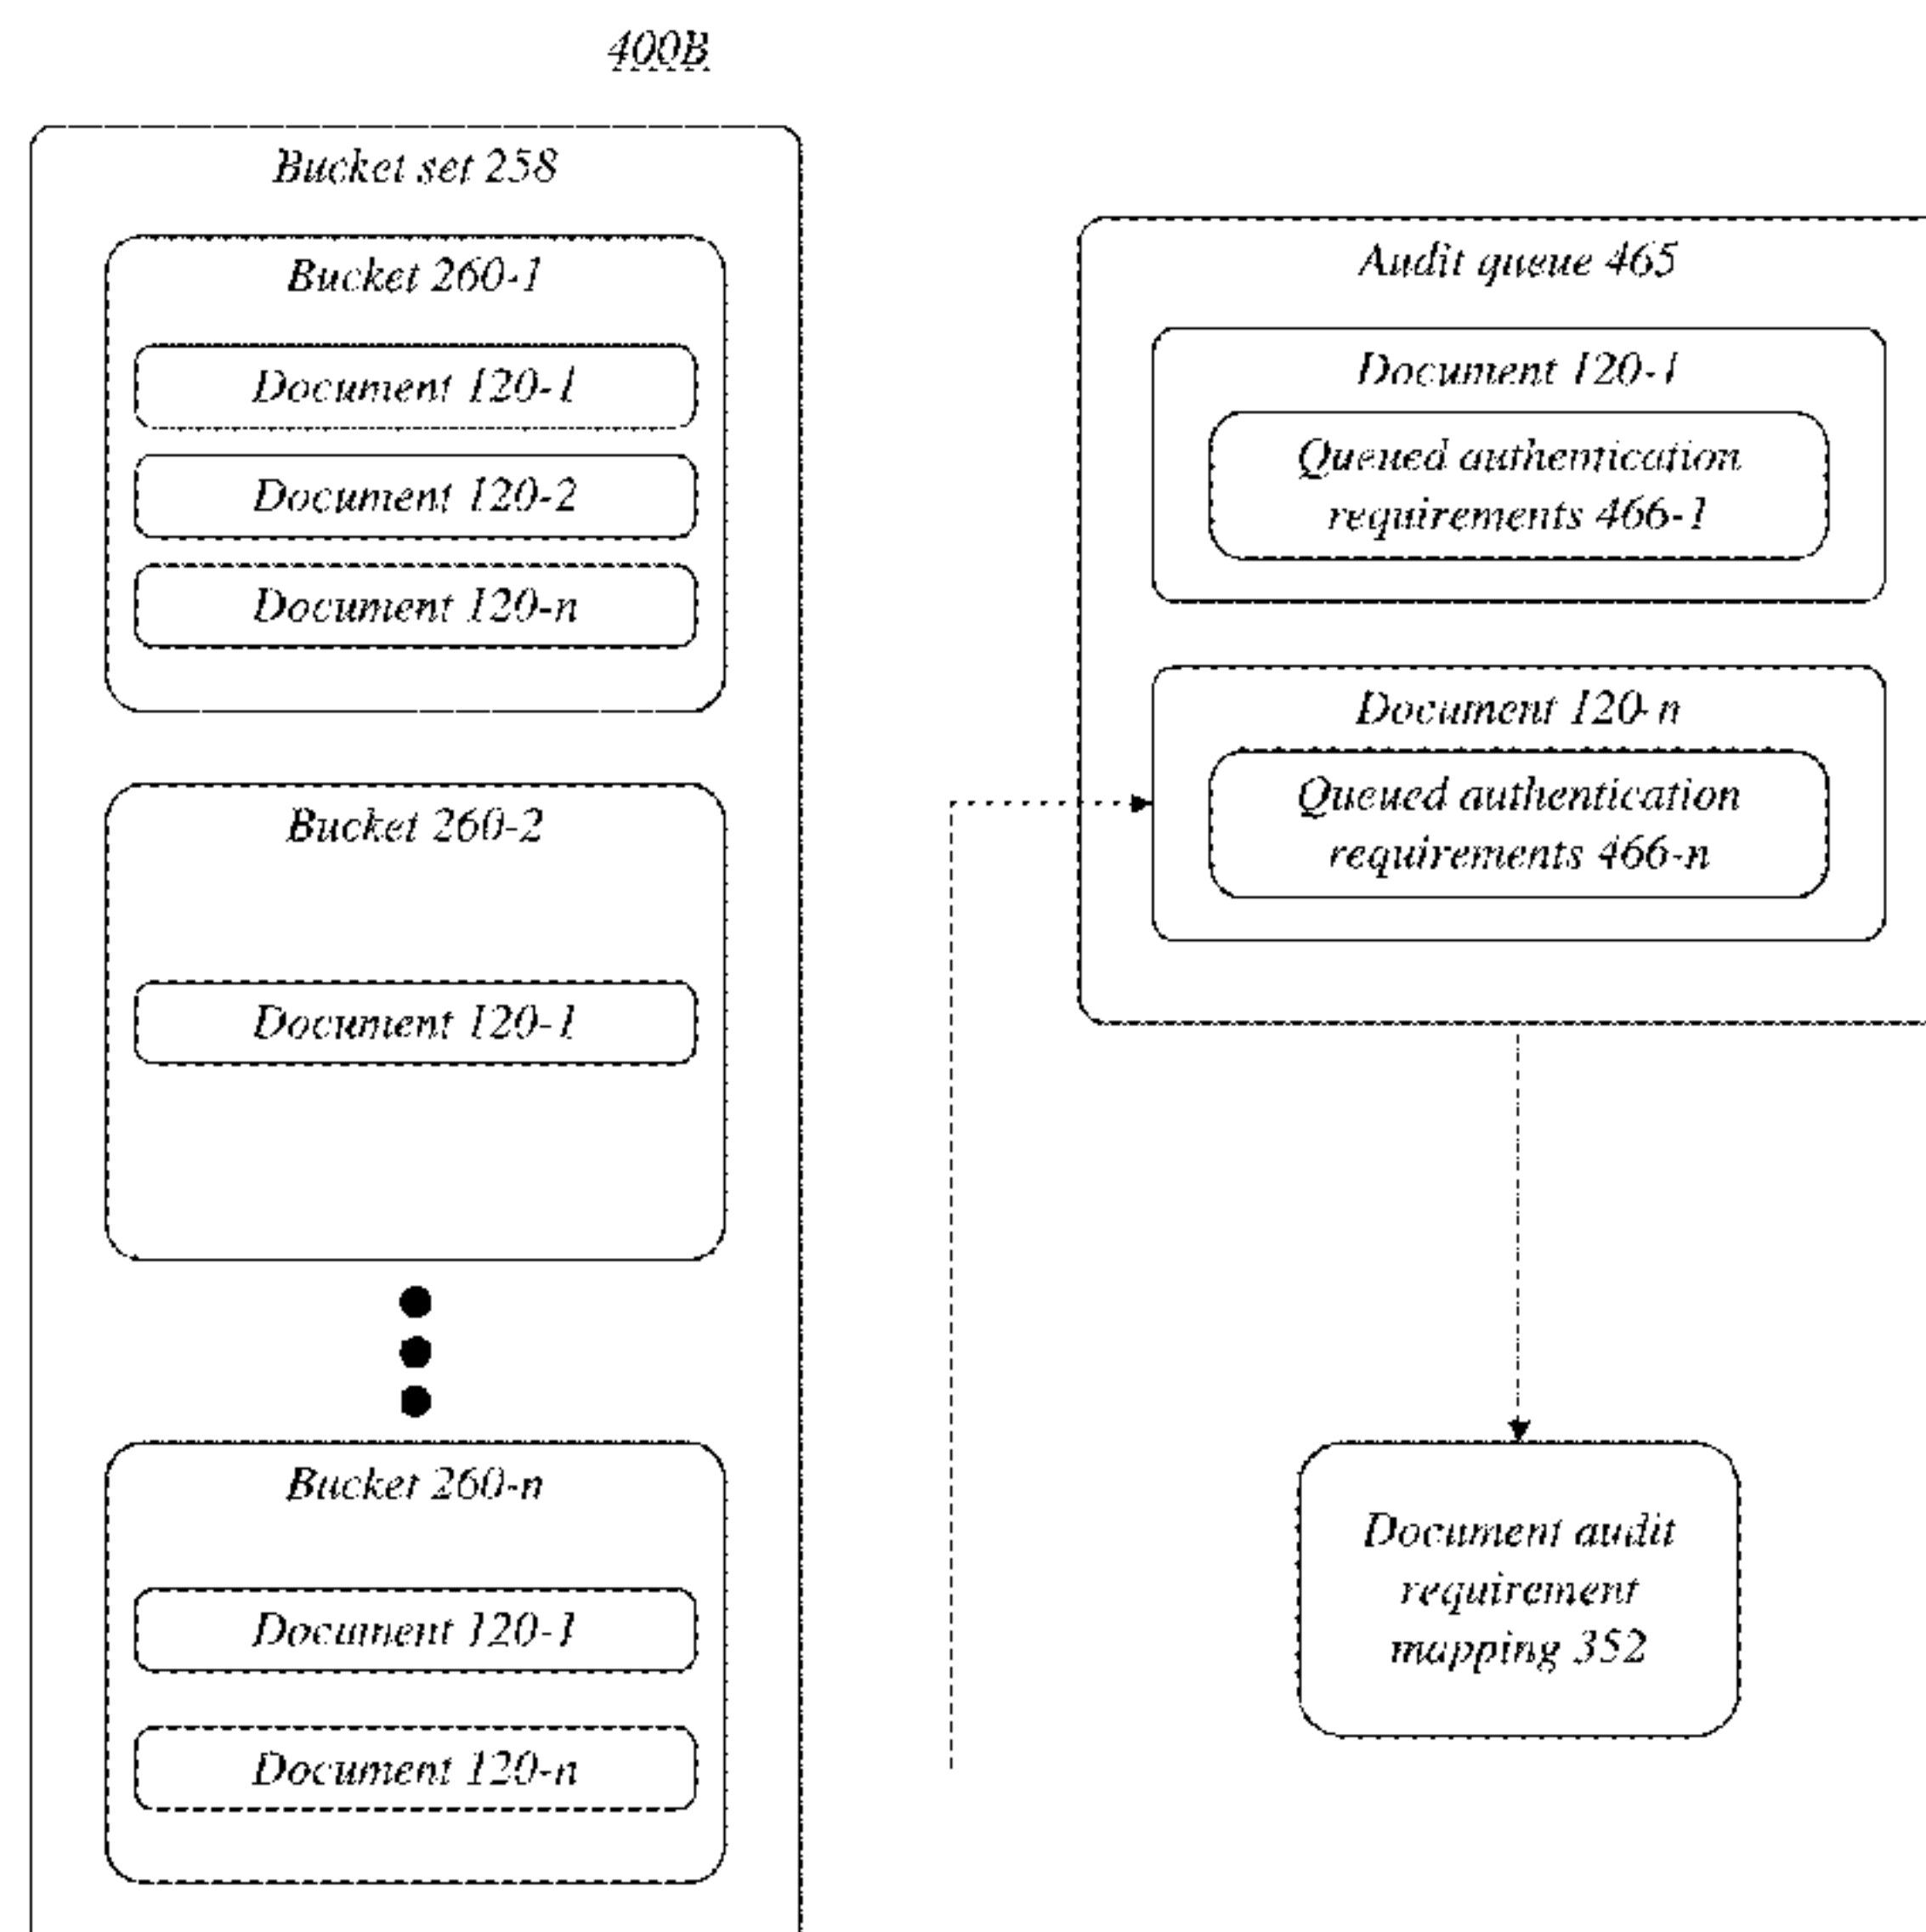 400B
Bucket set 258
Bucket 260-1
Document 120-1
Document 120-2
Document 120-n
Bucket 260-2
Document 120-1
Bucket 260-n
Document 120-1
Document 120-n
Audit queue 465
Document 120-1
Queued authentication
requirements 466-1
Document 120-n
Queued authentication
requirements 466-n
Document audit
requirement
mapping 352